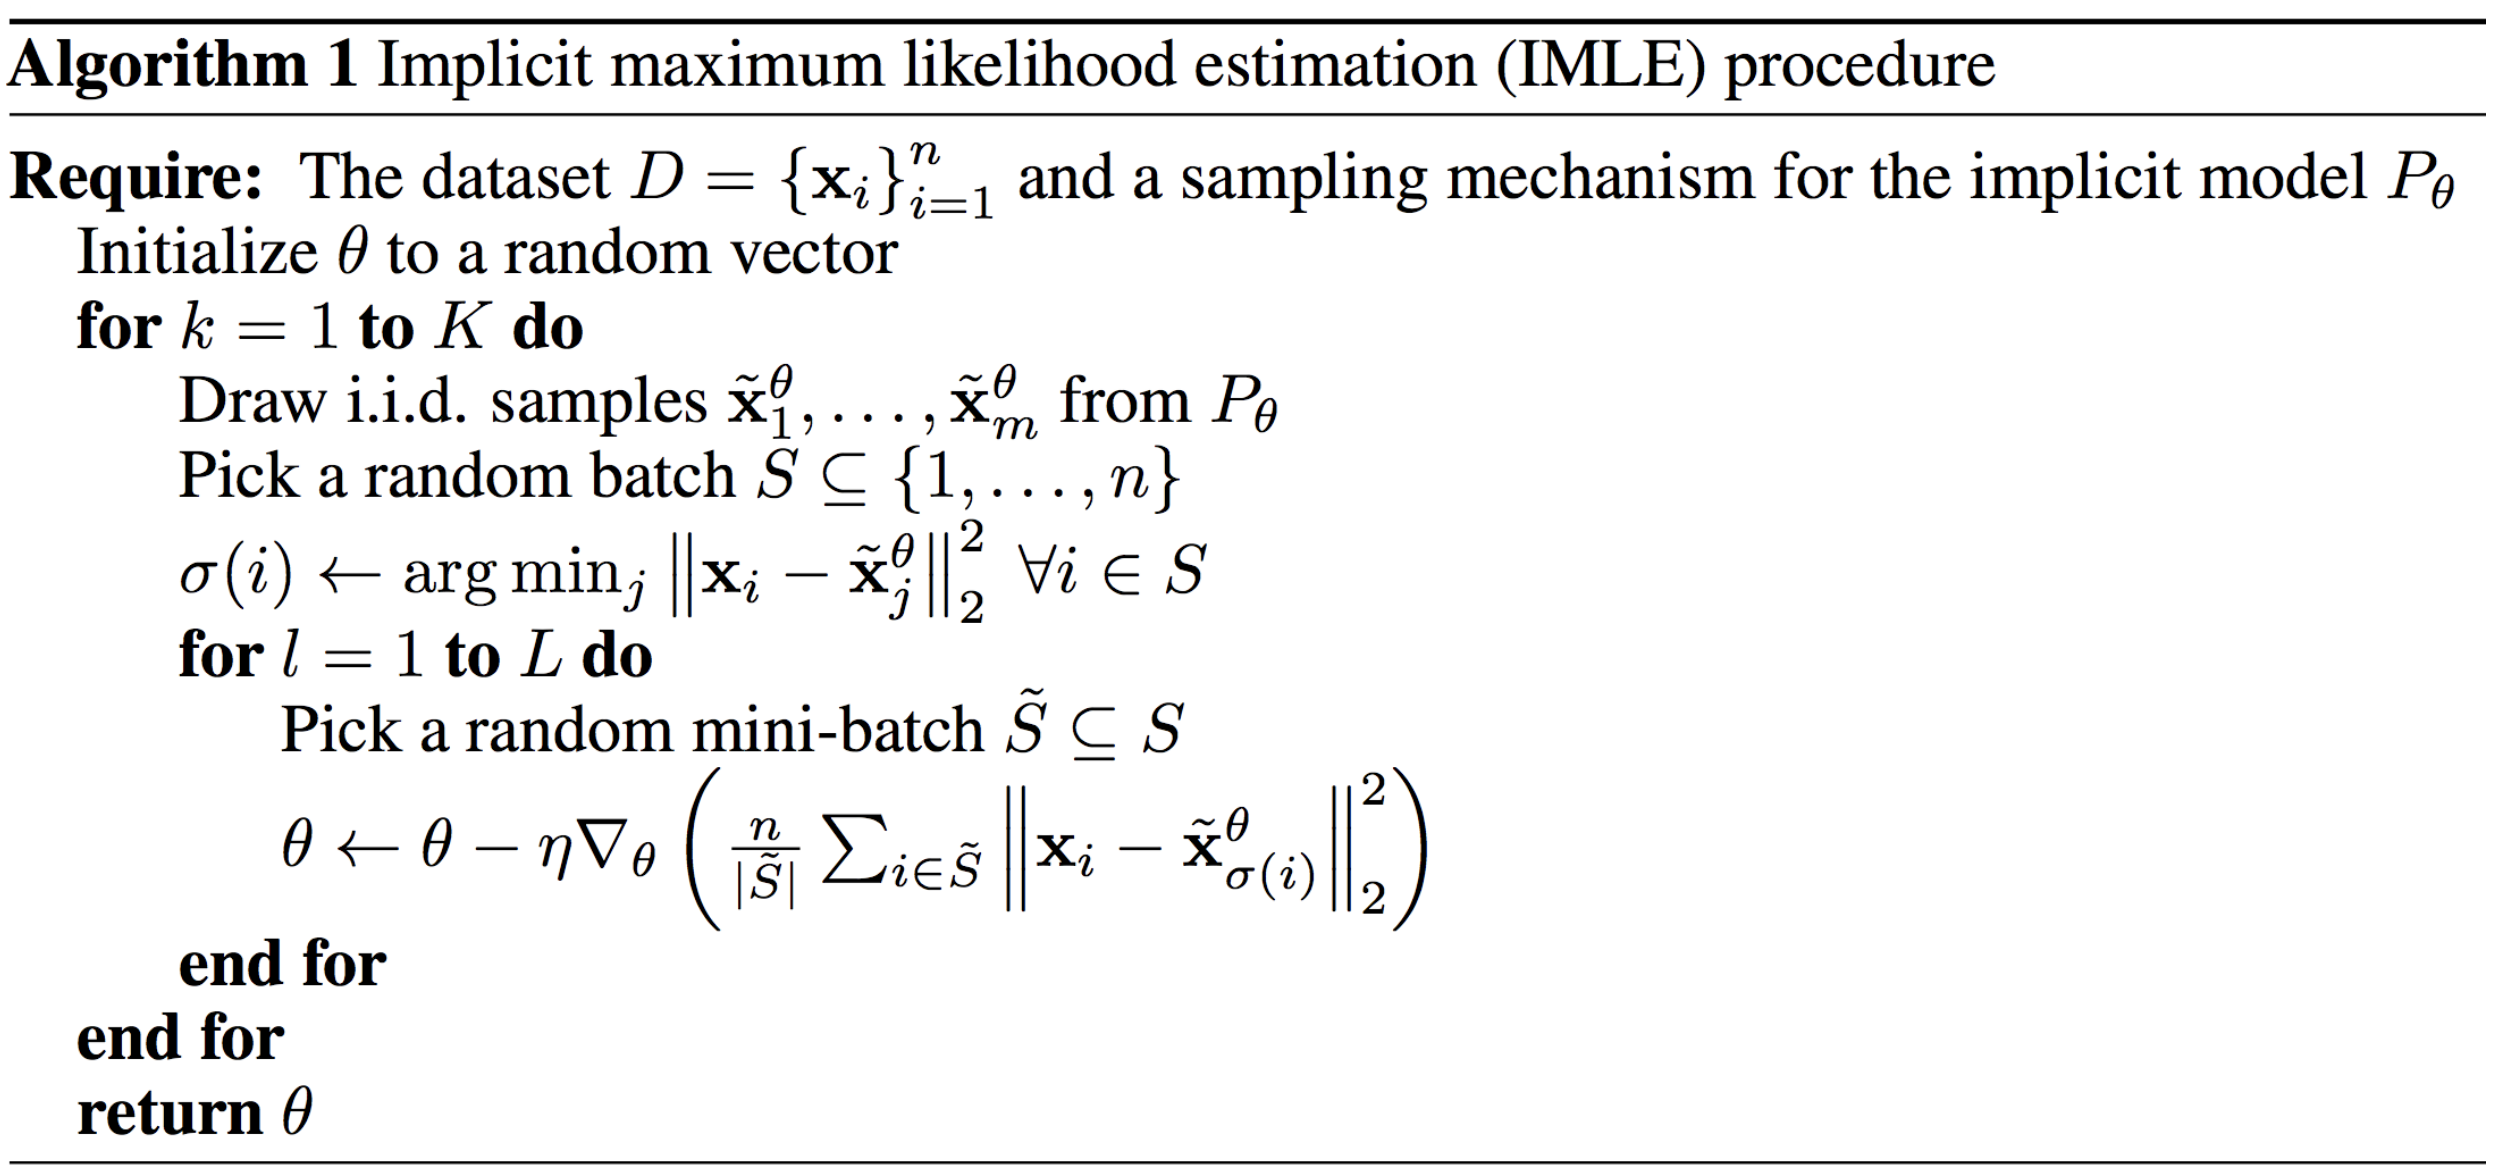 Algorithm 1 Implicit maximum likelihood estimation (IMLE) procedure
Require: The dataset $D = \{\mathbf{x}_i\}_{i=1}^{n}$ and a sampling mechanism for the implicit model $P_\theta$
Initialize $\theta$ to a random vector
for $k = 1$ to $K$ do
Draw i.i.d. samples $\tilde{\mathbf{x}}_1^\theta, \ldots, \tilde{\mathbf{x}}_m^\theta$ from $P_\theta$
Pick a random batch $S \subseteq \{1, \ldots, n\}$
$\sigma(i) \leftarrow \arg\min_j \left\| \mathbf{x}_i - \tilde{\mathbf{x}}_j^\theta \right\|_2^2 \ \forall i \in S$
for $l = 1$ to $L$ do
Pick a random mini-batch $\tilde{S} \subseteq S$
$\theta \leftarrow \theta - \eta \nabla_\theta \left( \frac{n}{|\tilde{S}|} \sum_{i \in \tilde{S}} \left\| \mathbf{x}_i - \tilde{\mathbf{x}}_{\sigma(i)}^\theta \right\|_2^2 \right)$
end for
end for
return $\theta$